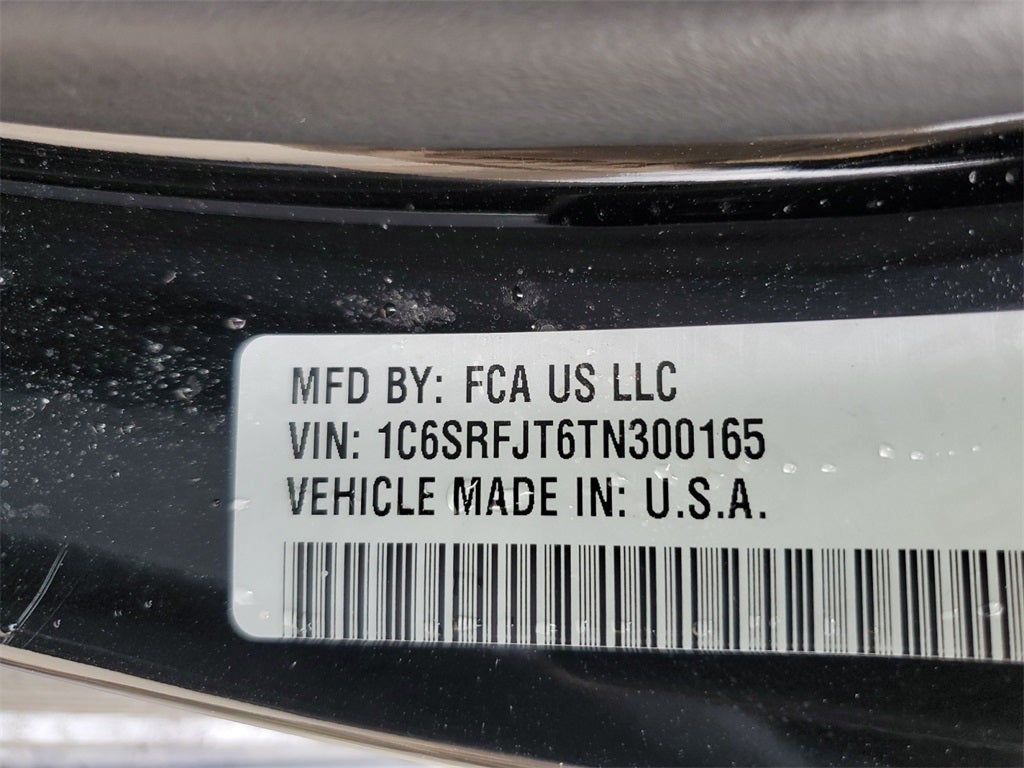 MFD BY: FCA US LLC
VIN: 1C6SRFJT6TN300165
VEHICLE MADE IN: U.S.A.